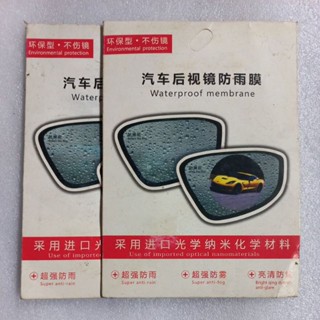 环保型·不伤镜
Environmental protection
汽车后
Water
采用进口光
Use of impor
超强防雨
Super anti-rain
环保型·不伤镜
Environmental protection
汽车后视镜防雨膜
Waterproof membrane
采用进口光学纳米化学材料
Use of imported optical nanomaterials
超强防雨
Super anti-rain
超强防雾
Super anti-fog
亮清防